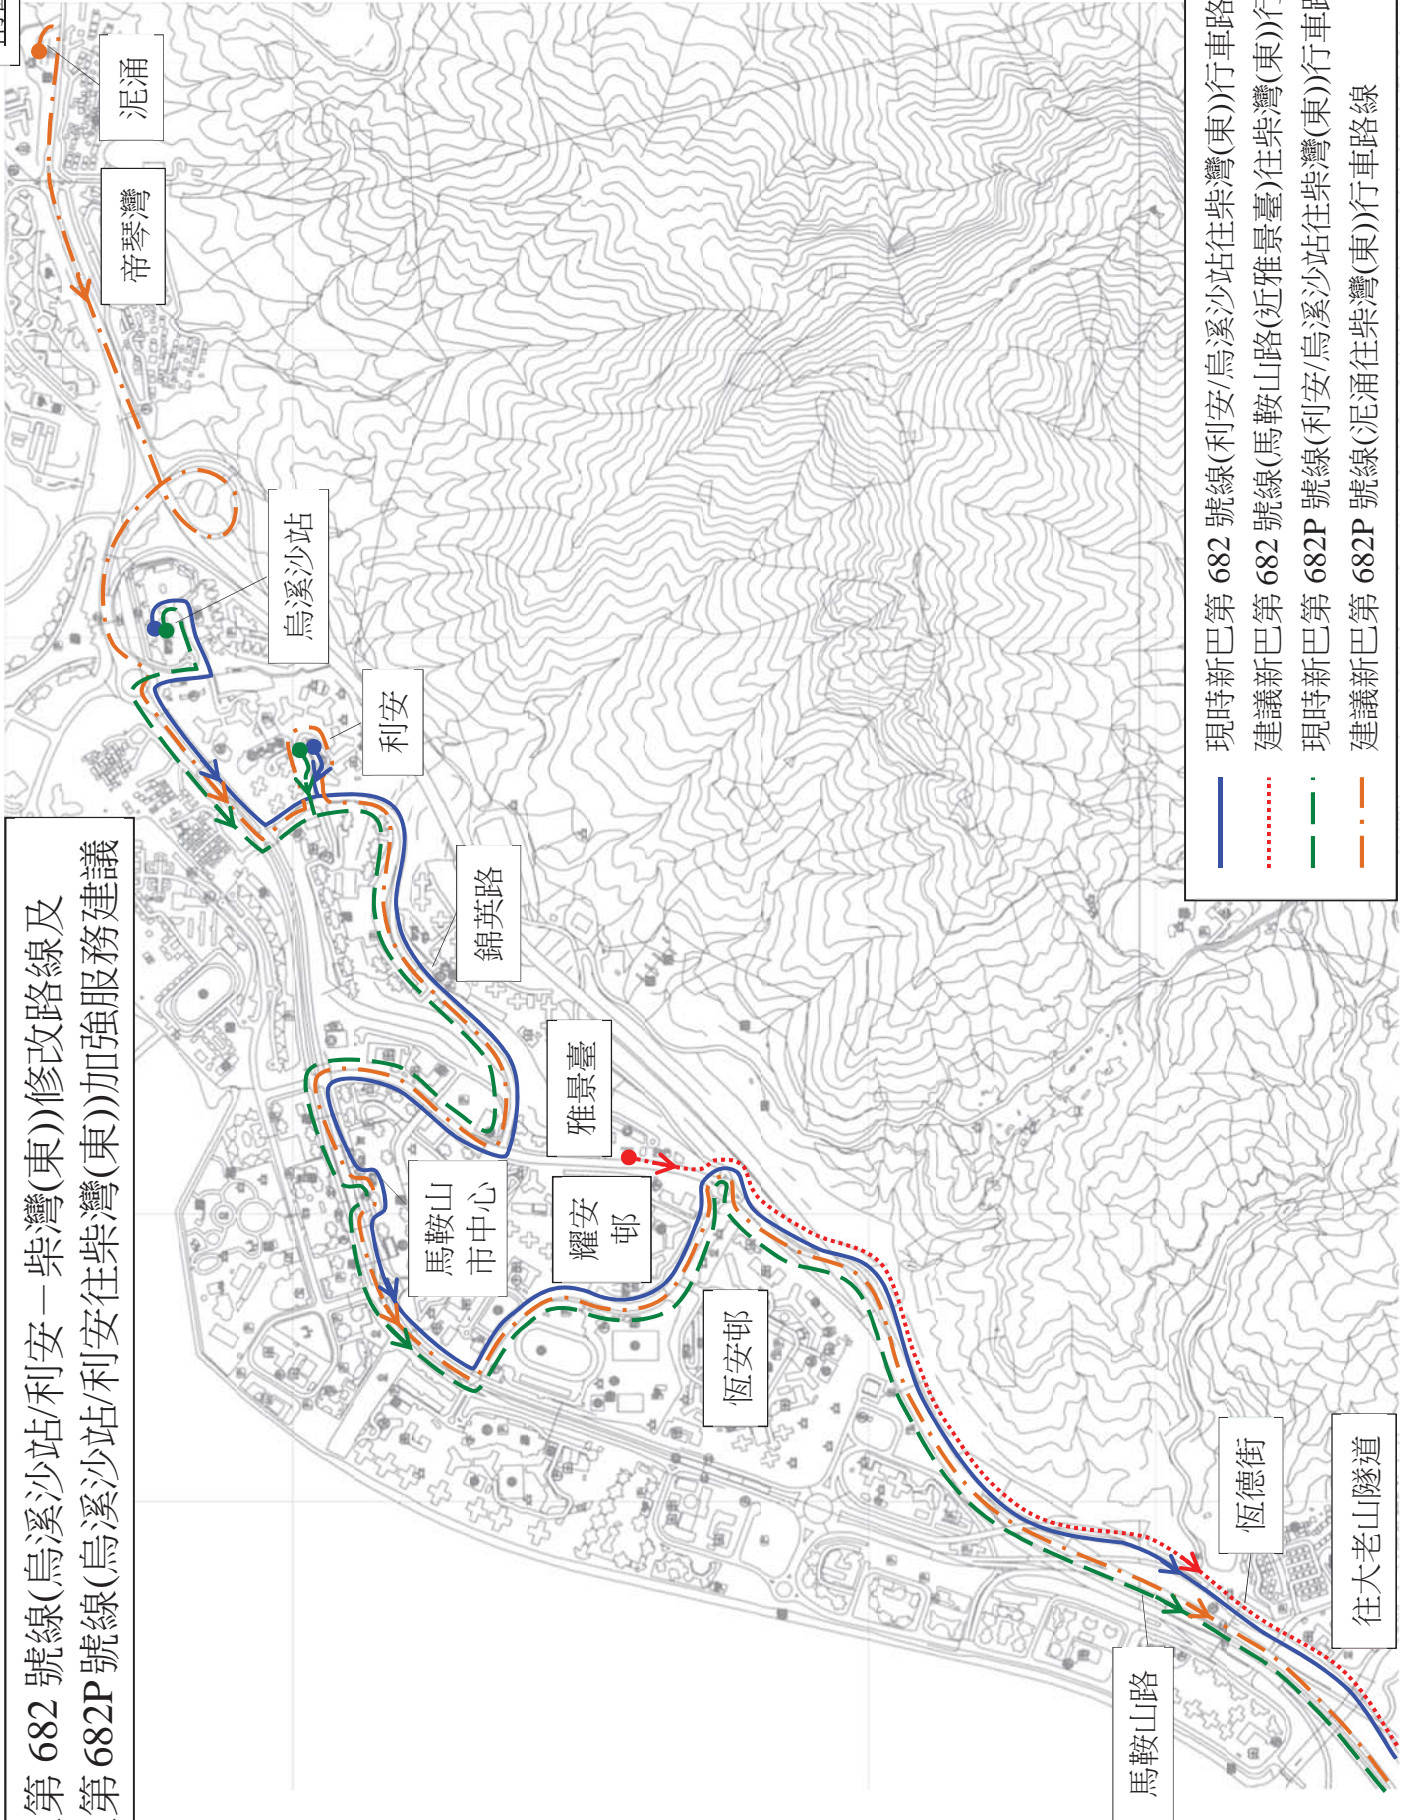 第 682 號線(烏溪沙站/利安－柴灣(東))修改路線及
第 682P 號線(烏溪沙站/利安往柴灣(東))加強服務建議
泥涌
帝琴灣
烏溪沙站
利安
錦英路
雅景臺
馬鞍山
市中心
耀安
邨
恆安邨
恆德街
往大老山隧道
馬鞍山路
現時新巴第 682 號線(利安/烏溪沙站往柴灣(東))行車路
建議新巴第 682 號線(馬鞍山路(近雅景臺)往柴灣(東))行
現時新巴第 682P 號線(利安/烏溪沙站往柴灣(東))行車路
建議新巴第 682P 號線(泥涌往柴灣(東))行車路線